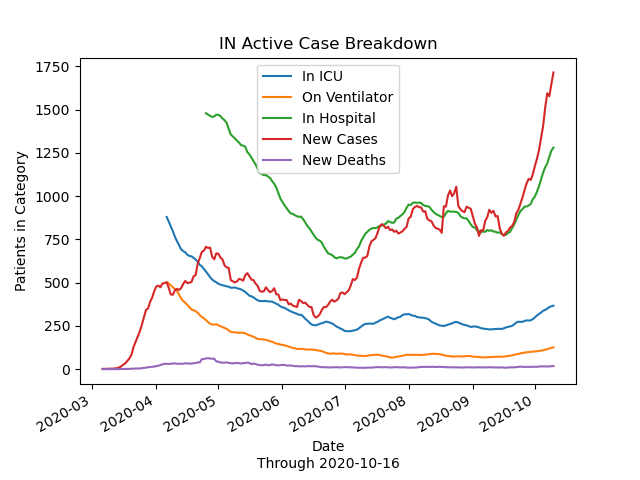 IN Active Case Breakdown
In ICU
On Ventilator
In Hospital
New Cases
New Deaths
Patients in Category
1750
1500
1250
1000
750
500
250
0
2020-03
2020-04
2020-05
2020-06
2020-07
2020-08
2020-09
2020-10
Date
Through 2020-10-16